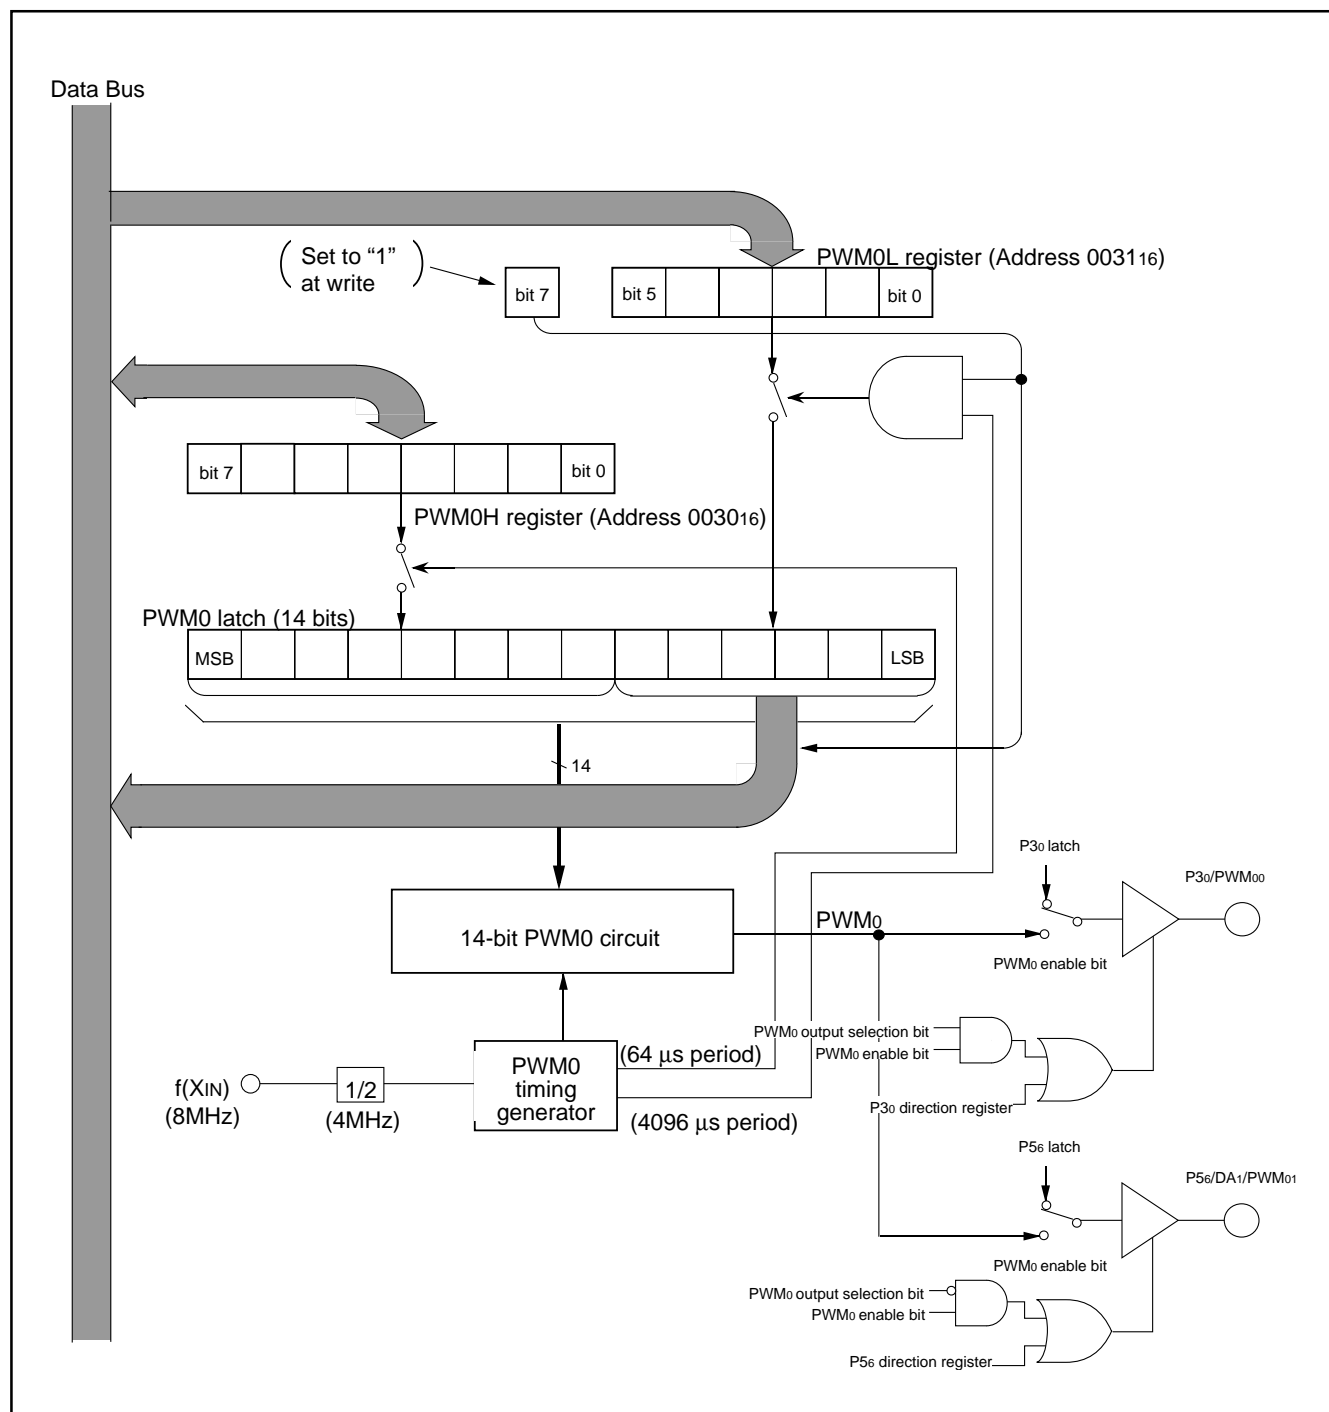 Data Bus
Set to “1”
at write
PWM0L register (Address 003116)
bit 7
bit 5
bit 0
bit 7
bit 0
PWM0H register (Address 003016)
PWM0 latch (14 bits)
MSB
LSB
14
P30 latch
P30/PWM00
14-bit PWM0 circuit
PWM0
PWM0 enable bit
PWM0 output selection bit
PWM0 enable bit
P30 direction register
f(XIN)
(8MHz)
1/2
(4MHz)
PWM0
timing
generator
(64 μs period)
(4096 μs period)
P56 latch
P56/DA1/PWM01
PWM0 enable bit
PWM0 output selection bit
PWM0 enable bit
P56 direction register